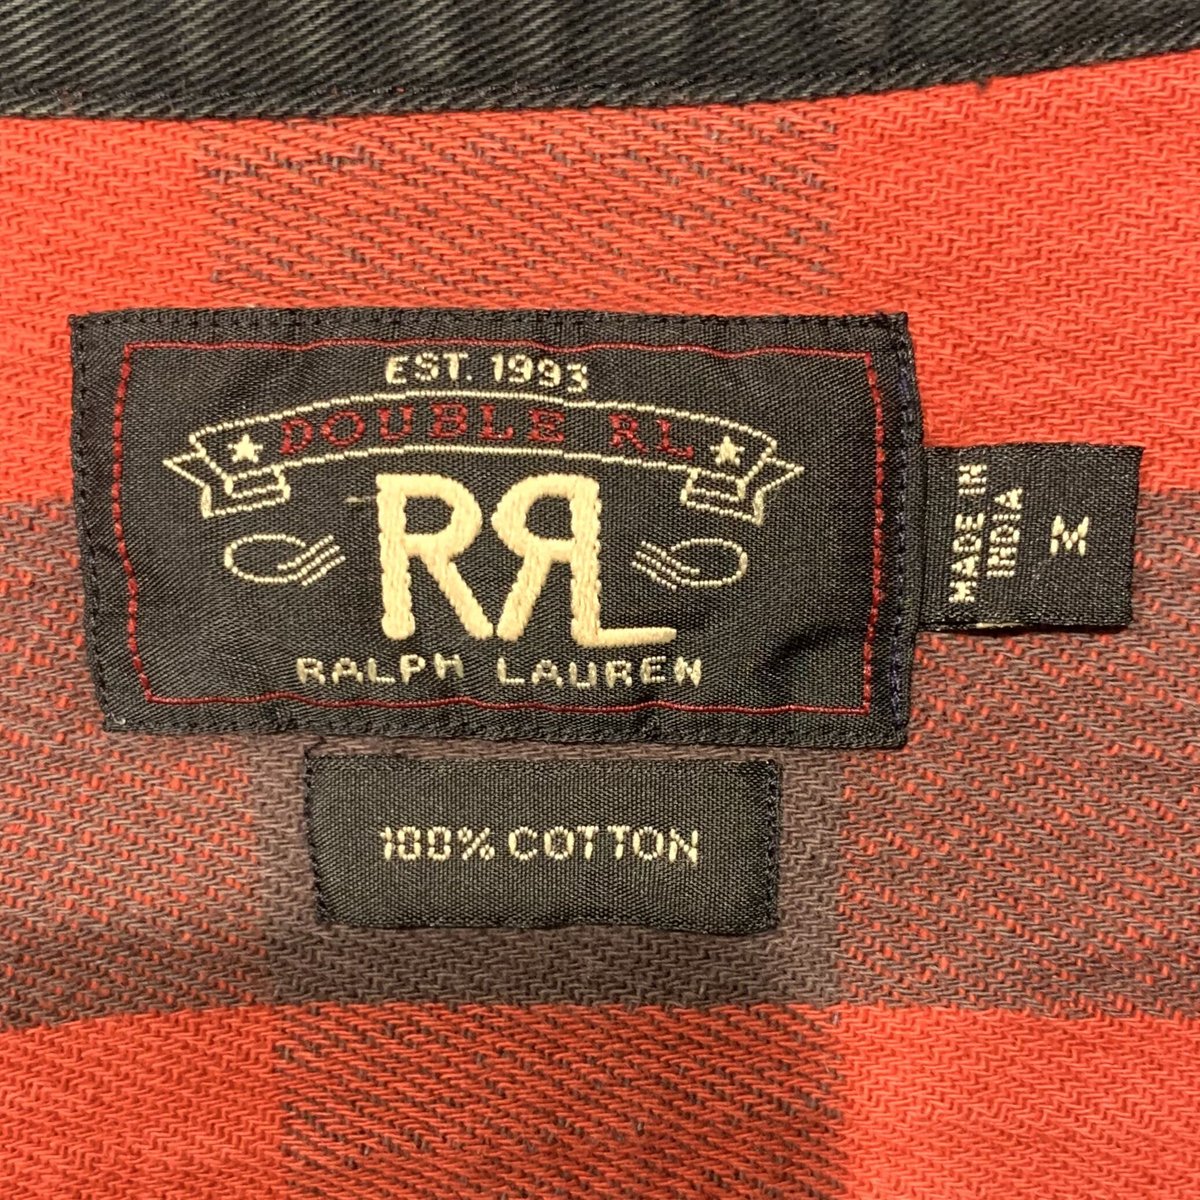 EST. 1993
DOUBLE RL
RRL
RALPH LAUREN
MADE IN
INDIA
M
100% COTTON